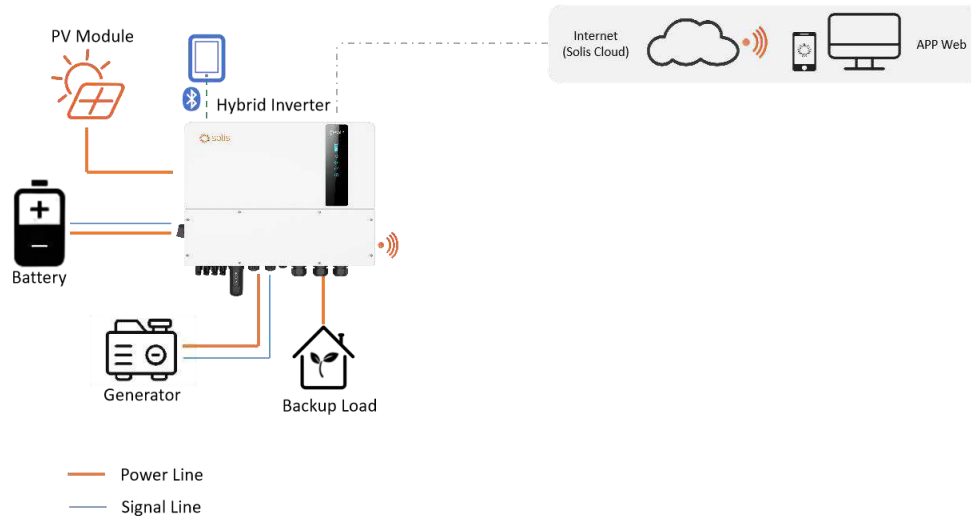 PV Module
Internet
(Solis Cloud)
APP Web
Hybrid Inverter
solis
Battery
Generator
Backup Load
Power Line
Signal Line